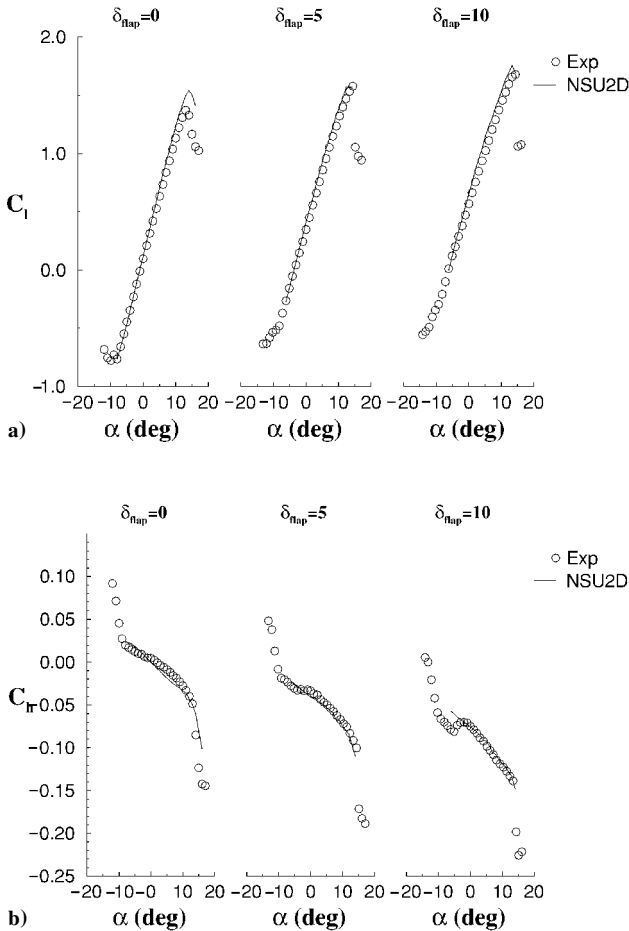 δflap=0 δflap=5 δflap=10
2.0
1.0
0.0
−1.0
Cl
Exp
NSU2D
−20 −10 0 10 20 −20 −10 0 10 20 −20 −10 0 10 20
α (deg) α (deg) α (deg)
a)
δflap=0 δflap=5 δflap=10
0.10
0.05
0.00
−0.05
−0.10
−0.15
−0.20
−0.25
Ch
Exp
NSU2D
−20 −10 0 10 20 −20 −10 0 10 20 −20 −10 0 10 20
α (deg) α (deg) α (deg)
b)